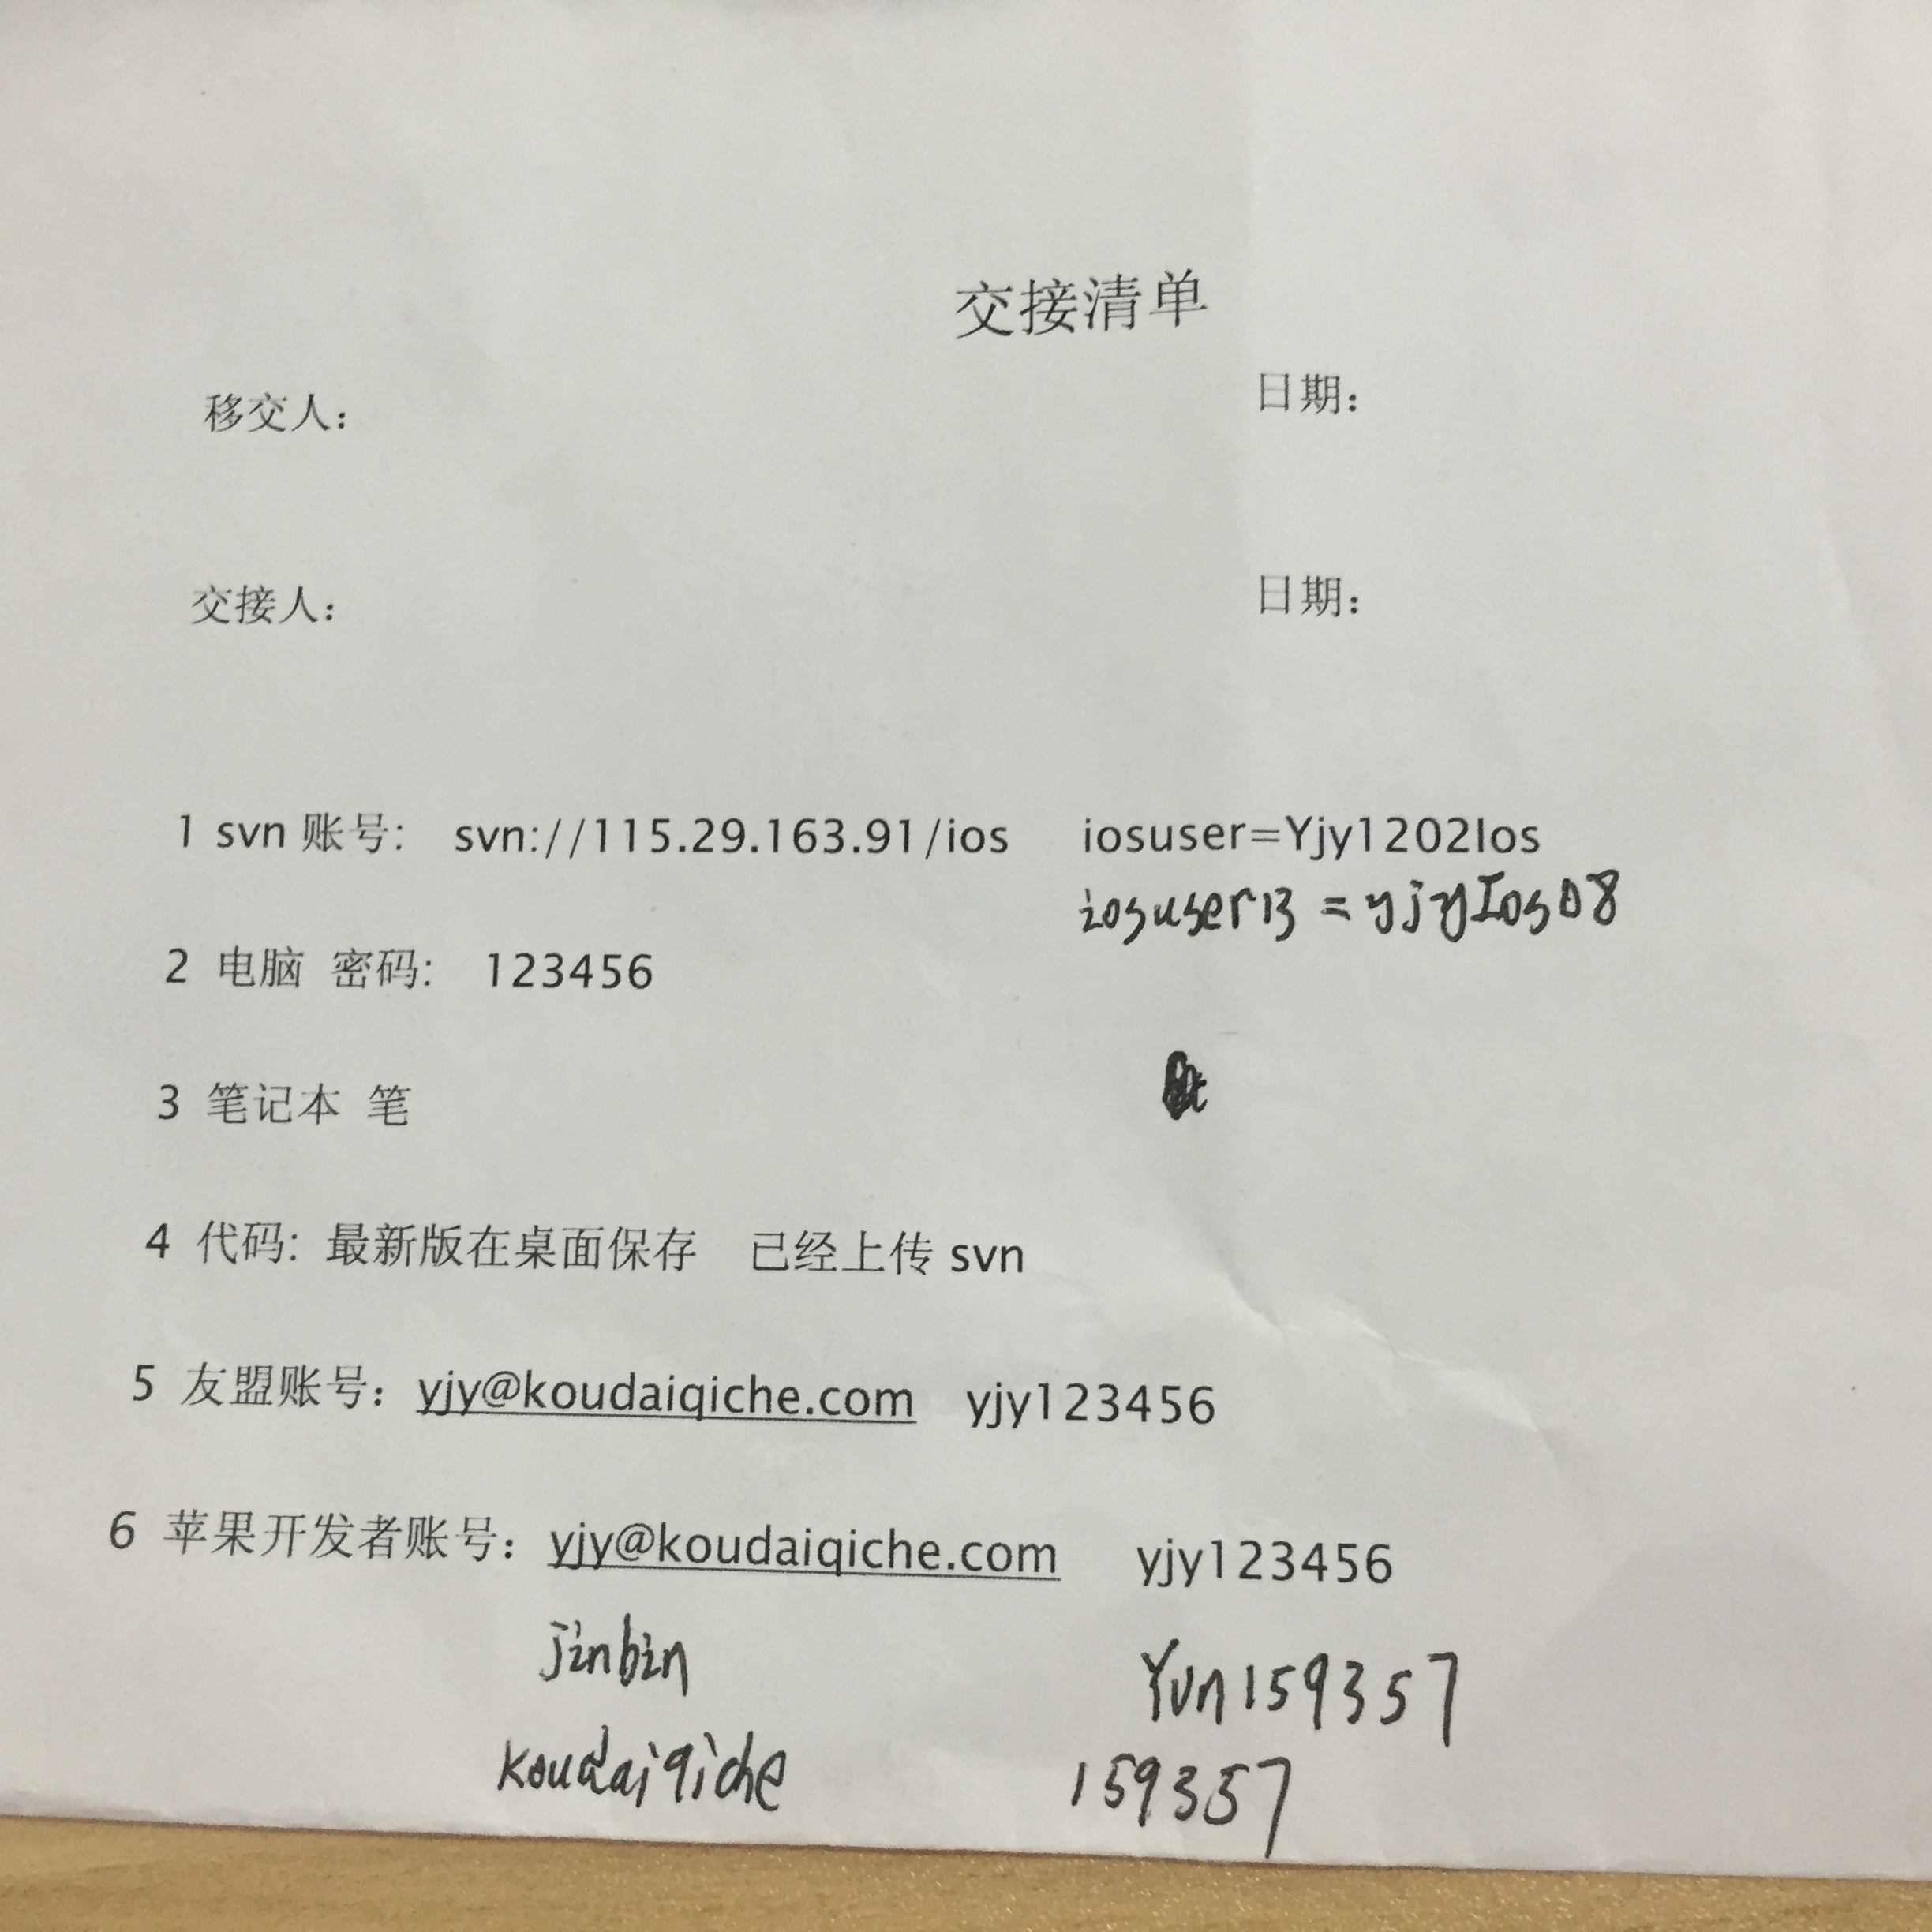 交接清单
移交人： 日期：
交接人： 日期：
1 svn 账号: svn://115.29.163.91/ios iosuser=Yjy1202Ios
iosuser13 = yjyIos08
2 电脑 密码: 123456
3 笔记本 笔
4 代码: 最新版在桌面保存 已经上传 svn
5 友盟账号：yjy@koudaiqiche.com yjy123456
6 苹果开发者账号：yjy@koudaiqiche.com yjy123456
Jinbin Yun159357
koudaiqiche 159357